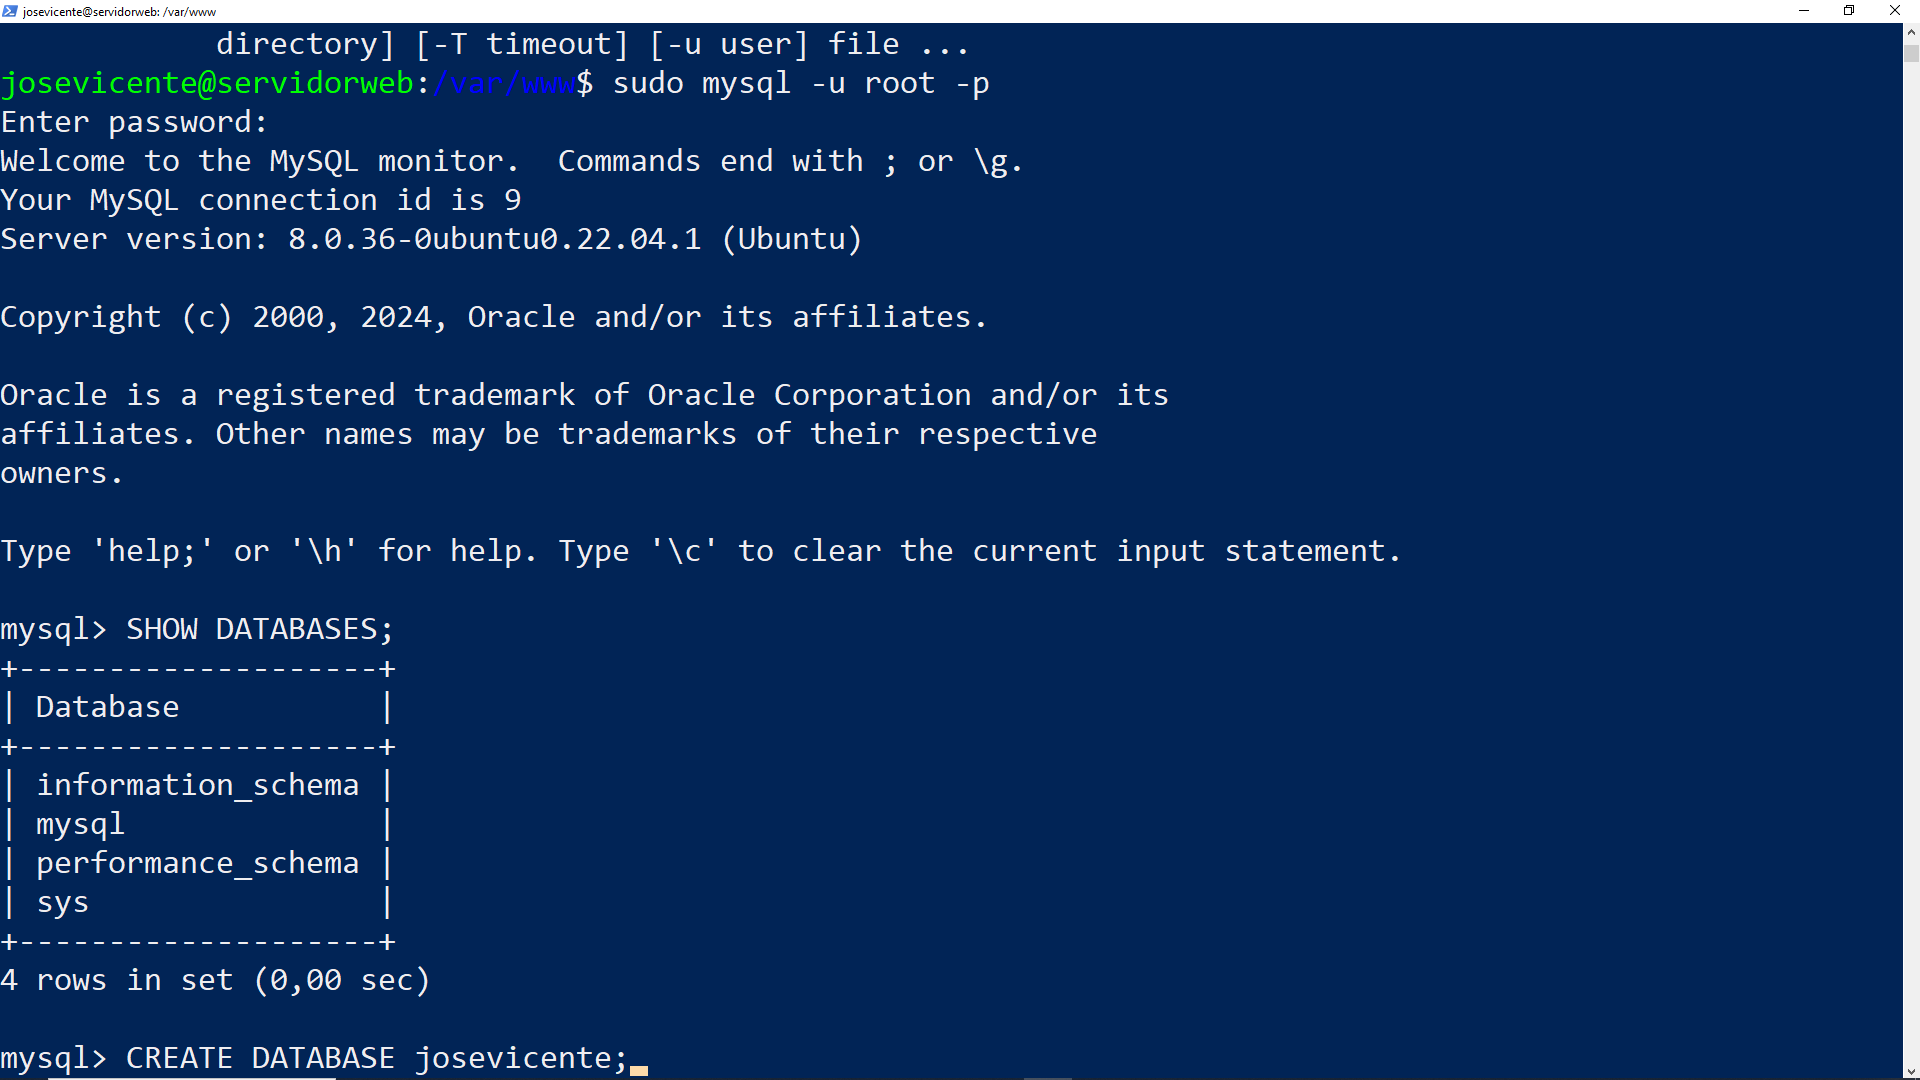 josevicente@servidorweb: /var/www
directory] [-T timeout] [-u user] file ...
josevicente@servidorweb:/var/www$ sudo mysql -u root -p
Enter password:
Welcome to the MySQL monitor.  Commands end with ; or \g.
Your MySQL connection id is 9
Server version: 8.0.36-0ubuntu0.22.04.1 (Ubuntu)
Copyright (c) 2000, 2024, Oracle and/or its affiliates.
Oracle is a registered trademark of Oracle Corporation and/or its
affiliates. Other names may be trademarks of their respective
owners.
Type 'help;' or '\h' for help. Type '\c' to clear the current input statement.
mysql> SHOW DATABASES;
+--------------------+
| Database           |
+--------------------+
| information_schema |
| mysql              |
| performance_schema |
| sys                |
+--------------------+
4 rows in set (0,00 sec)
mysql> CREATE DATABASE josevicente;